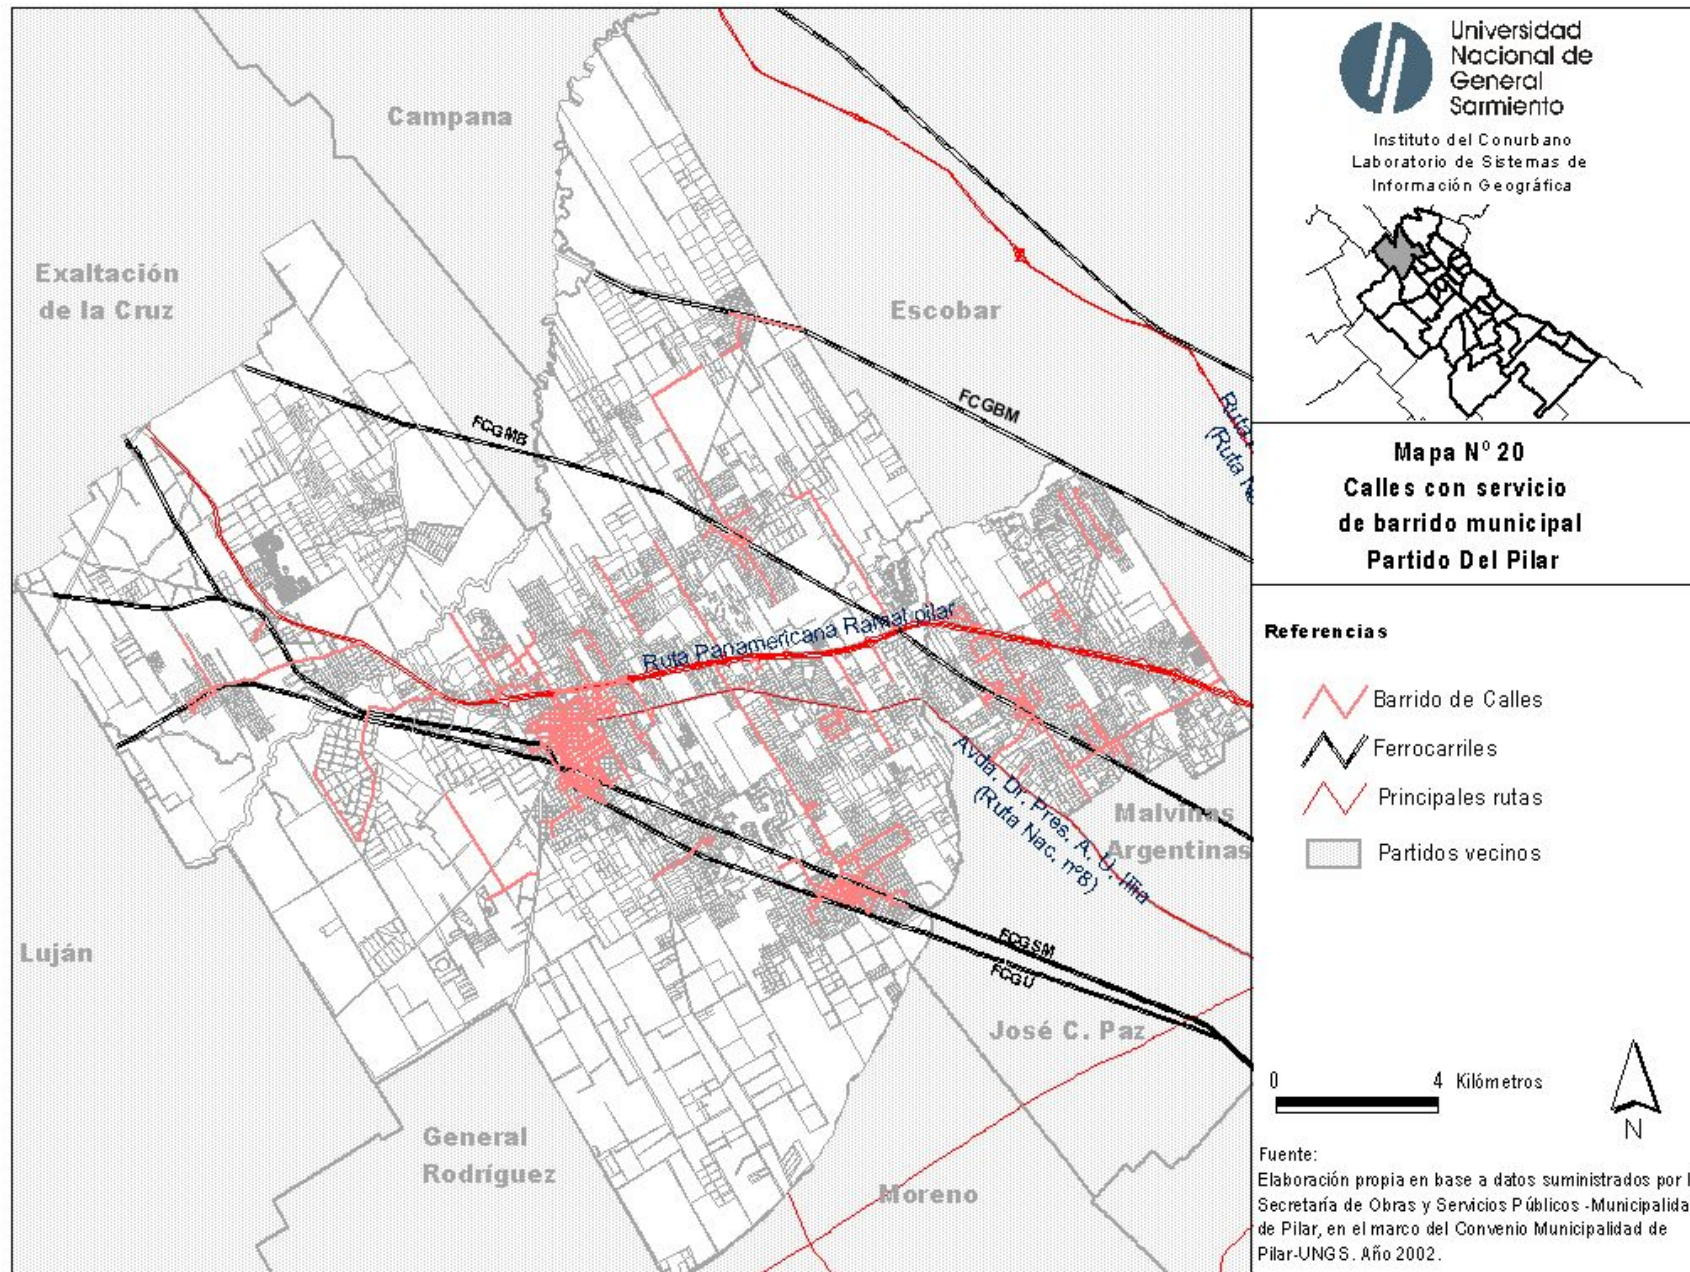 Campana
Exaltación
de la Cruz
Escobar
FCGMB
FCGBM
Ruta Panamericana Ramal pilar
Avda. Dr. Pres. A. U. Illia
(Ruta Nac. nº8)
Malvinas
Argentinas
Luján
FCGSM
FCGU
José C. Paz
General
Rodríguez
Moreno
Universidad
Nacional de
General
Sarmiento
Instituto del Conurbano
Laboratorio de Sistemas de
Información Geográfica
Mapa Nº 20
Calles con servicio
de barrido municipal
Partido Del Pilar
Referencias
Barrido de Calles
Ferrocarriles
Principales rutas
Partidos vecinos
0 4 Kilómetros
N
Fuente:
Elaboración propia en base a datos suministrados por l
Secretaría de Obras y Servicios Públicos -Municipalida
de Pilar, en el marco del Convenio Municipalidad de
Pilar-UNGS. Año 2002.